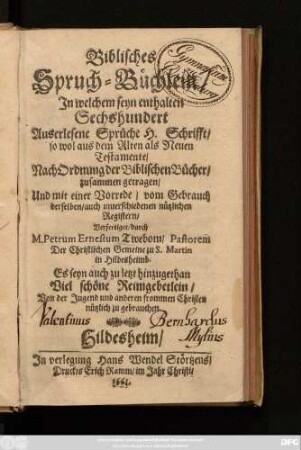 Biblisches
Spruch-Büchlein/
In welchem seyn enthalten
Sechshundert
Auserlesene Sprüche H. Schrifft/
so wol aus dem Alten als Neuen
Testamente/
Nach Ordnung der Biblischen Bücher/
zusammen getragen/
Und mit einer Vorrede/ vom Gebrauch
derselben/ auch unterschiedenen nützlichen
Registern/
Verfertiget/ durch
M. Petrum Ernestum Twebom/ Pastorem
Der Christlichen Gemeine zu S. Martin
in Hildesheimb.
Es seyn auch zu letzt hinzugethan
Viel schöne Reimgebetlein/
Von der Jugend und anderen frommen Christen
nützlich zu gebrauchen.
Valentinus Bernhardus
Mylius
Hildesheim/
In verlegung Hans Wendel Störtzens/
Druckts Erich Ramm/ im Jahr Christi/
1661.